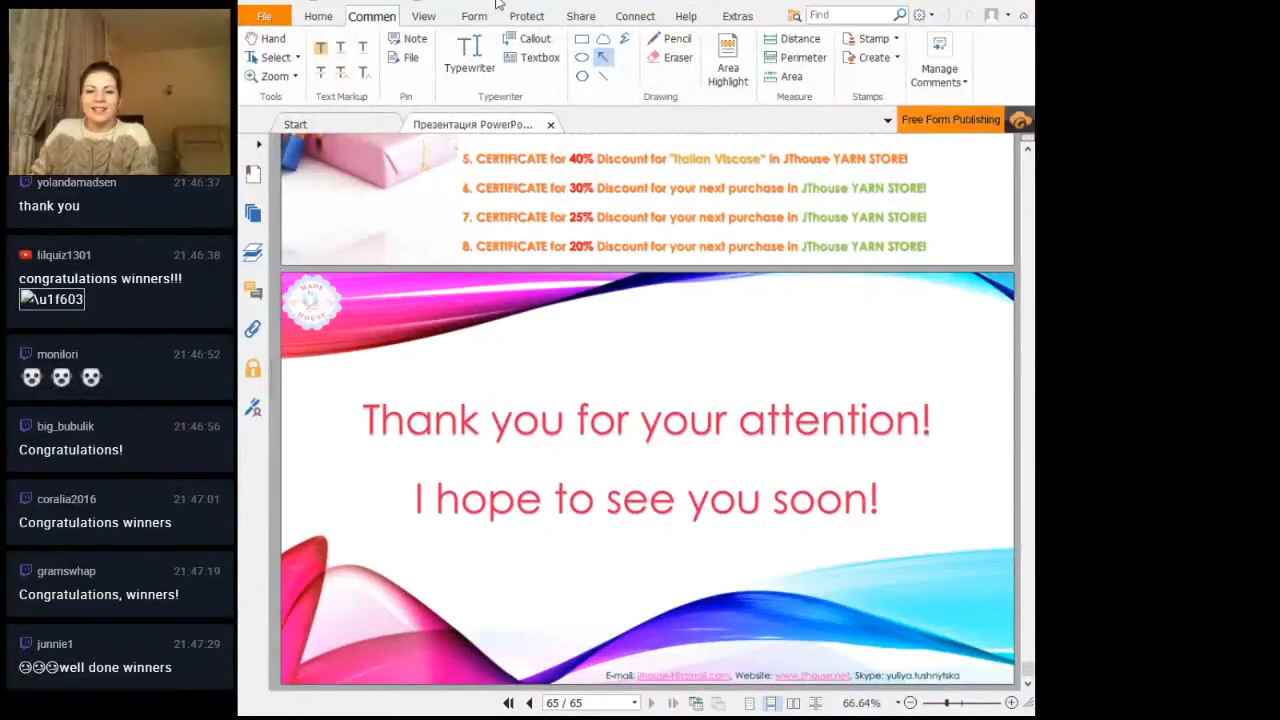 File
Home
Commen
View
Form
Protect
Share
Connect
Help
Extras
Find
Hand
Select
Zoom
Tools
Text Markup
Note
File
Pin
Typewriter
Callout
Textbox
Typewriter
Pencil
Eraser
Area
Highlight
Drawing
Distance
Perimeter
Area
Measure
Stamp
Create
Stamps
Manage
Comments
Start
Презентация PowerPo...
Free Form Publishing
yolandamadsen 21:46:37
thank you
lilquiz1301 21:46:38
congratulations winners!!!
\u1f603
monilori 21:46:52
big_bubulik 21:46:56
Congratulations!
coralia2016 21:47:01
Congratulations winners
gramswhap 21:47:19
Congratulations, winners!
junnie1 21:47:29
well done winners
5. CERTIFICATE for 40% Discount for "Italian Viscose" in JThouse YARN STORE!
6. CERTIFICATE for 30% Discount for your next purchase in JThouse YARN STORE!
7. CERTIFICATE for 25% Discount for your next purchase in JThouse YARN STORE!
8. CERTIFICATE for 20% Discount for your next purchase in JThouse YARN STORE!
MADE
HOUSE
Thank you for your attention!
I hope to see you soon!
E-mail: jthouse4@gmail.com, Website: www.jthouse.net, Skype: yuliya.tushnytska
65 / 65
66.64%